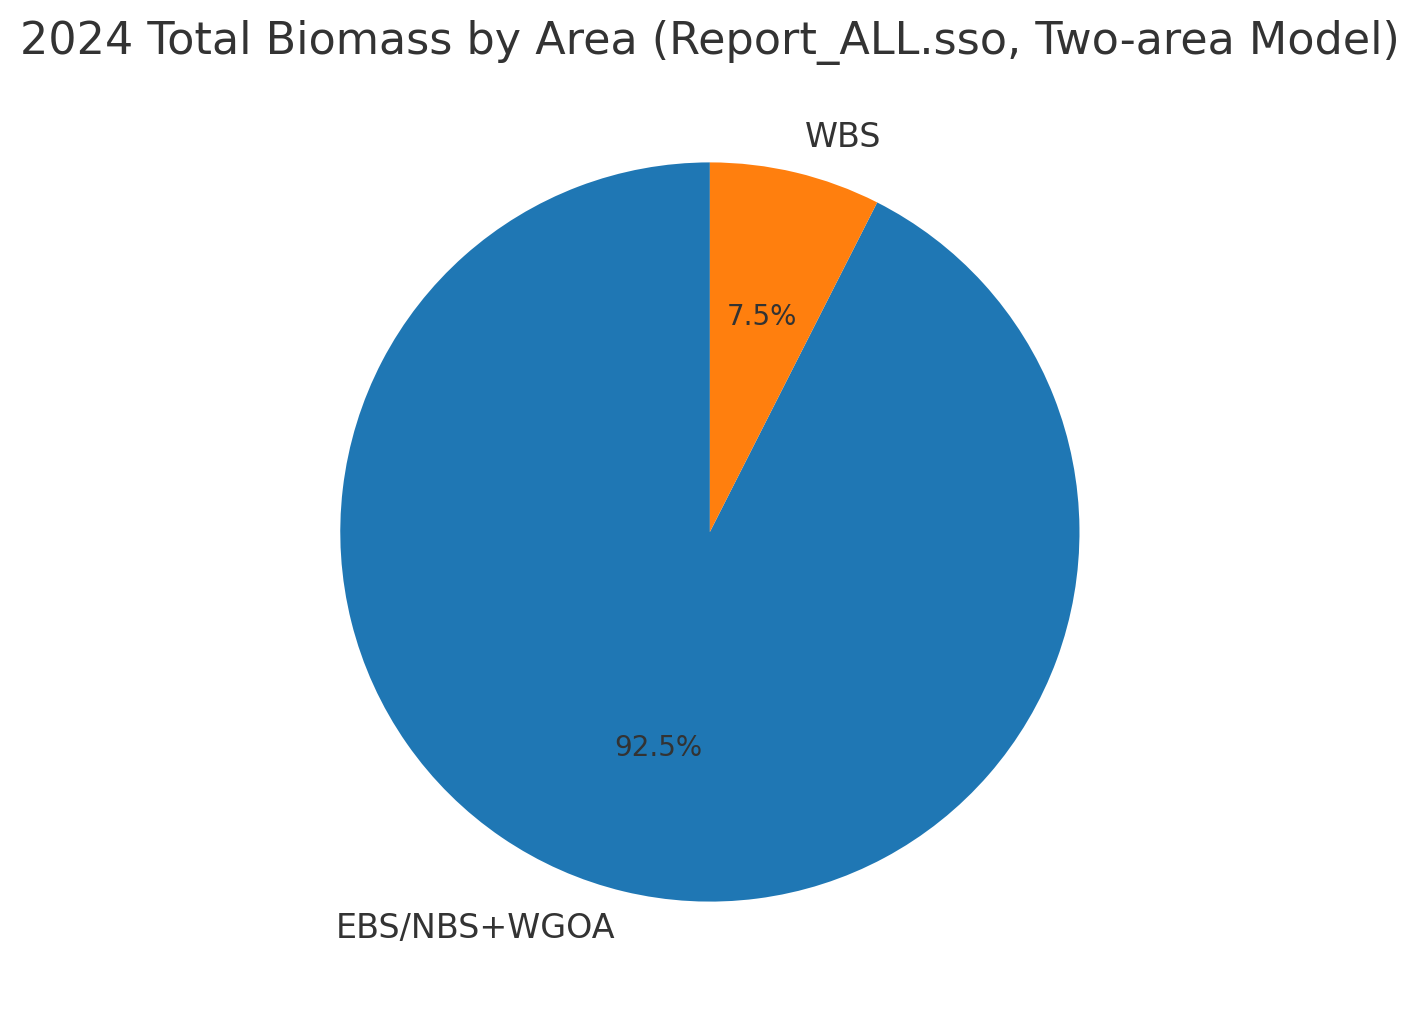 2024 Total Biomass by Area (Report_ALL.sso, Two-area Model)
WBS
7.5%
92.5%
EBS/NBS+WGOA